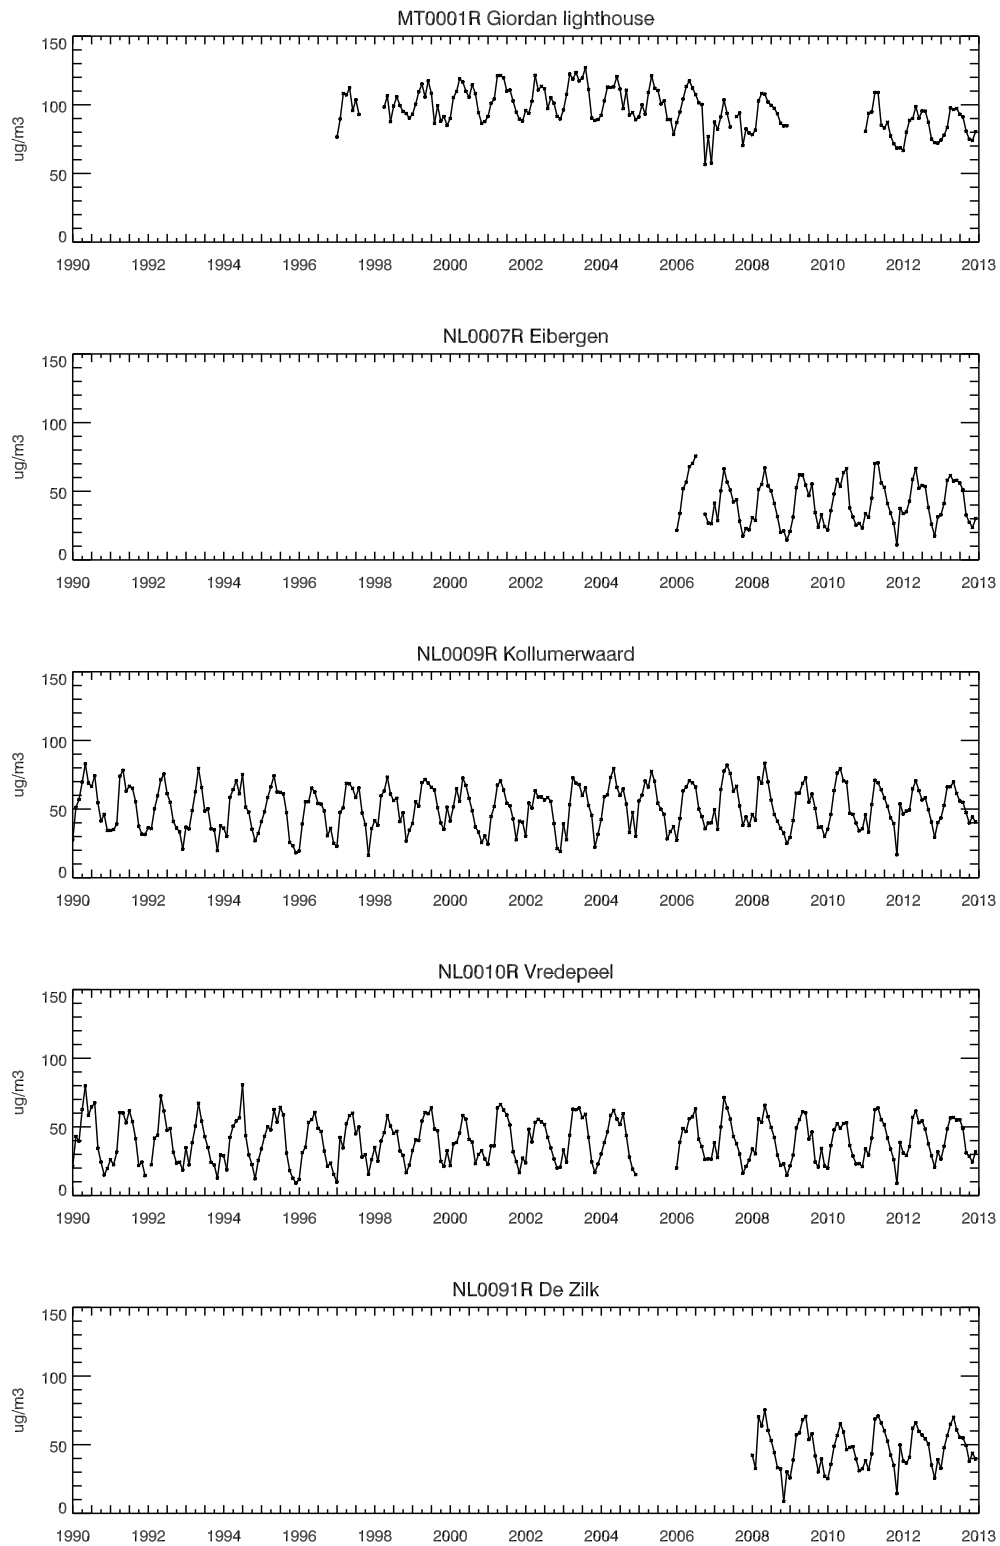 MT0001R Giordan lighthouse
150
100
50
0
ug/m3
1990 1992 1994 1996 1998 2000 2002 2004 2006 2008 2010 2012 2013
NL0007R Eibergen
150
100
50
0
ug/m3
1990 1992 1994 1996 1998 2000 2002 2004 2006 2008 2010 2012 2013
NL0009R Kollumerwaard
150
100
50
0
ug/m3
1990 1992 1994 1996 1998 2000 2002 2004 2006 2008 2010 2012 2013
NL0010R Vredepeel
150
100
50
0
ug/m3
1990 1992 1994 1996 1998 2000 2002 2004 2006 2008 2010 2012 2013
NL0091R De Zilk
150
100
50
0
ug/m3
1990 1992 1994 1996 1998 2000 2002 2004 2006 2008 2010 2012 2013